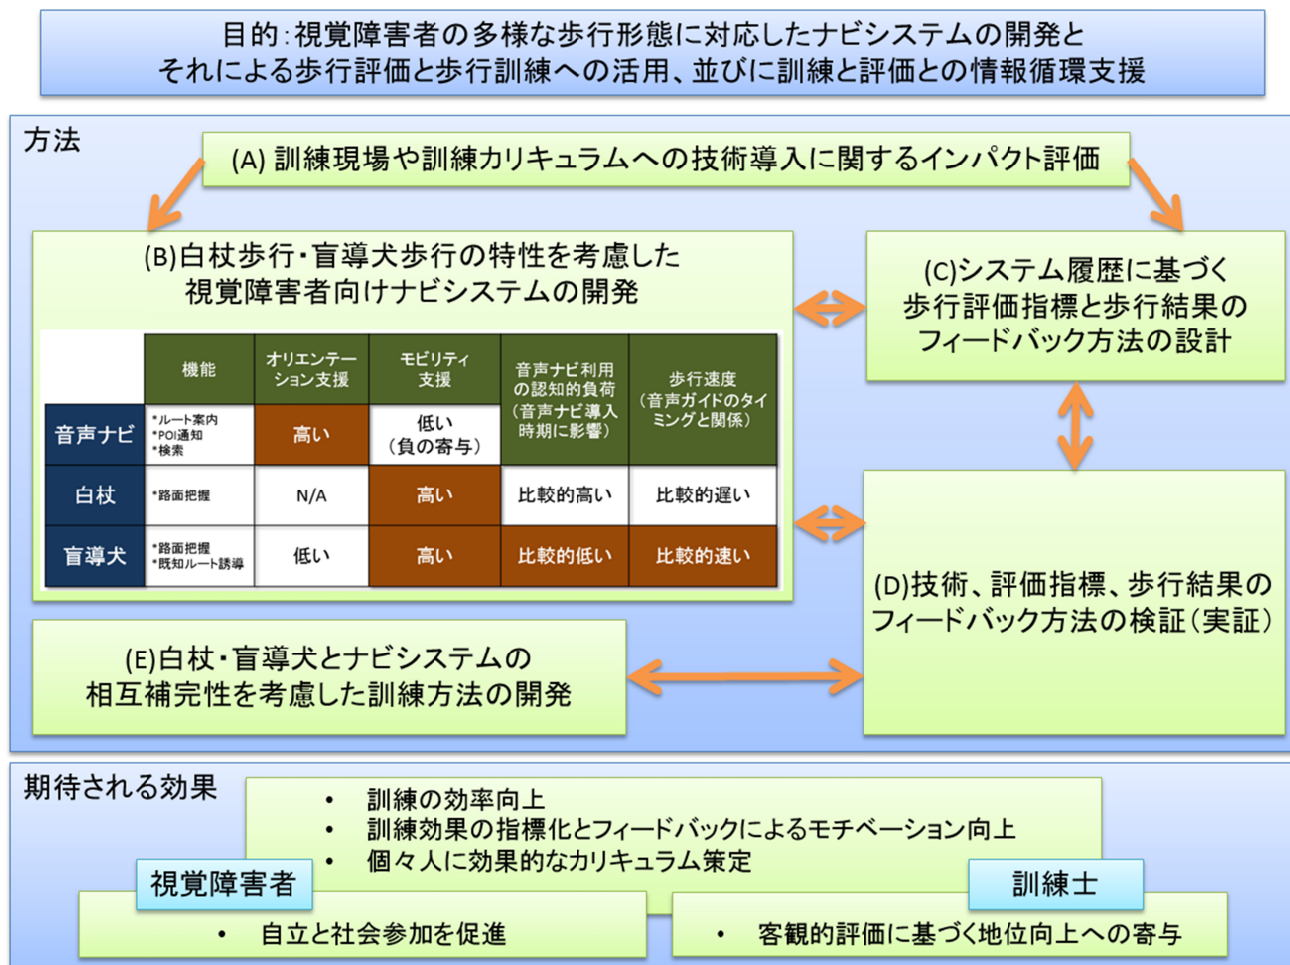 目的：視覚障害者の多様な歩行形態に対応したナビシステムの開発と
それによる歩行評価と歩行訓練への活用、並びに訓練と評価との情報循環支援
方法
(A) 訓練現場や訓練カリキュラムへの技術導入に関するインパクト評価
(B)白杖歩行・盲導犬歩行の特性を考慮した
視覚障害者向けナビシステムの開発
機能
オリエンテー
ション支援
モビリティ
支援
音声ナビ利用
の認知的負荷
(音声ナビ導入
時期に影響)
歩行速度
(音声ガイドのタイ
ミングと関係)
音声ナビ
*ルート案内
*POI通知
*検索
高い
低い
(負の寄与)
白杖
*路面把握
N/A
高い
比較的高い
比較的遅い
盲導犬
*路面把握
*既知ルート誘導
低い
高い
比較的低い
比較的速い
(C)システム履歴に基づく
歩行評価指標と歩行結果の
フィードバック方法の設計
(D)技術、評価指標、歩行結果の
フィードバック方法の検証(実証)
(E)白杖・盲導犬とナビシステムの
相互補完性を考慮した訓練方法の開発
期待される効果
• 訓練の効率向上
• 訓練効果の指標化とフィードバックによるモチベーション向上
• 個々人に効果的なカリキュラム策定
視覚障害者
• 自立と社会参加を促進
訓練士
• 客観的評価に基づく地位向上への寄与